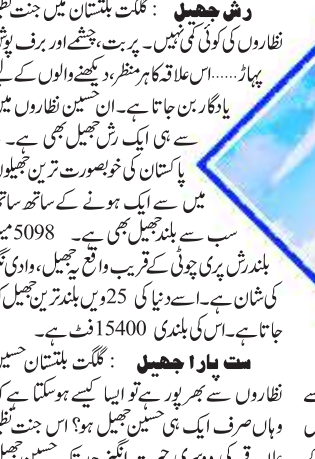 رش جھیل : گلگت بلتستان میں جنت نظیر
نظاروں کی کوئی کمی نہیں۔ پربت، چشمے اور برف پوش
پہاڑ......اس علاقہ کا ہر منظر، دیکھنے والوں کے لئے
یادگار بن جاتا ہے۔ ان حسین نظاروں میں
سے ہی ایک رش جھیل بھی ہے۔
پاکستان کی خوبصورت ترین جھیلوں
میں سے ایک ہونے کے ساتھ ساتھ
سب سے بلند جھیل بھی ہے۔ 5098 میٹر
بلند رش پری چوٹی کے قریب واقع یہ جھیل، وادی نگر
کی شان ہے۔ اسے دنیا کی 25ویں بلند ترین جھیل کہا
جاتا ہے۔ اس کی بلندی 15400 فٹ ہے۔
ست پارا جھیل : گلگت بلتستان حسین
نظاروں سے بھرپور ہے تو ایسا کیسے ہوسکتا ہے کہ
وہاں صرف ایک ہی حسین جھیل ہو؟ اس جنت نظیر